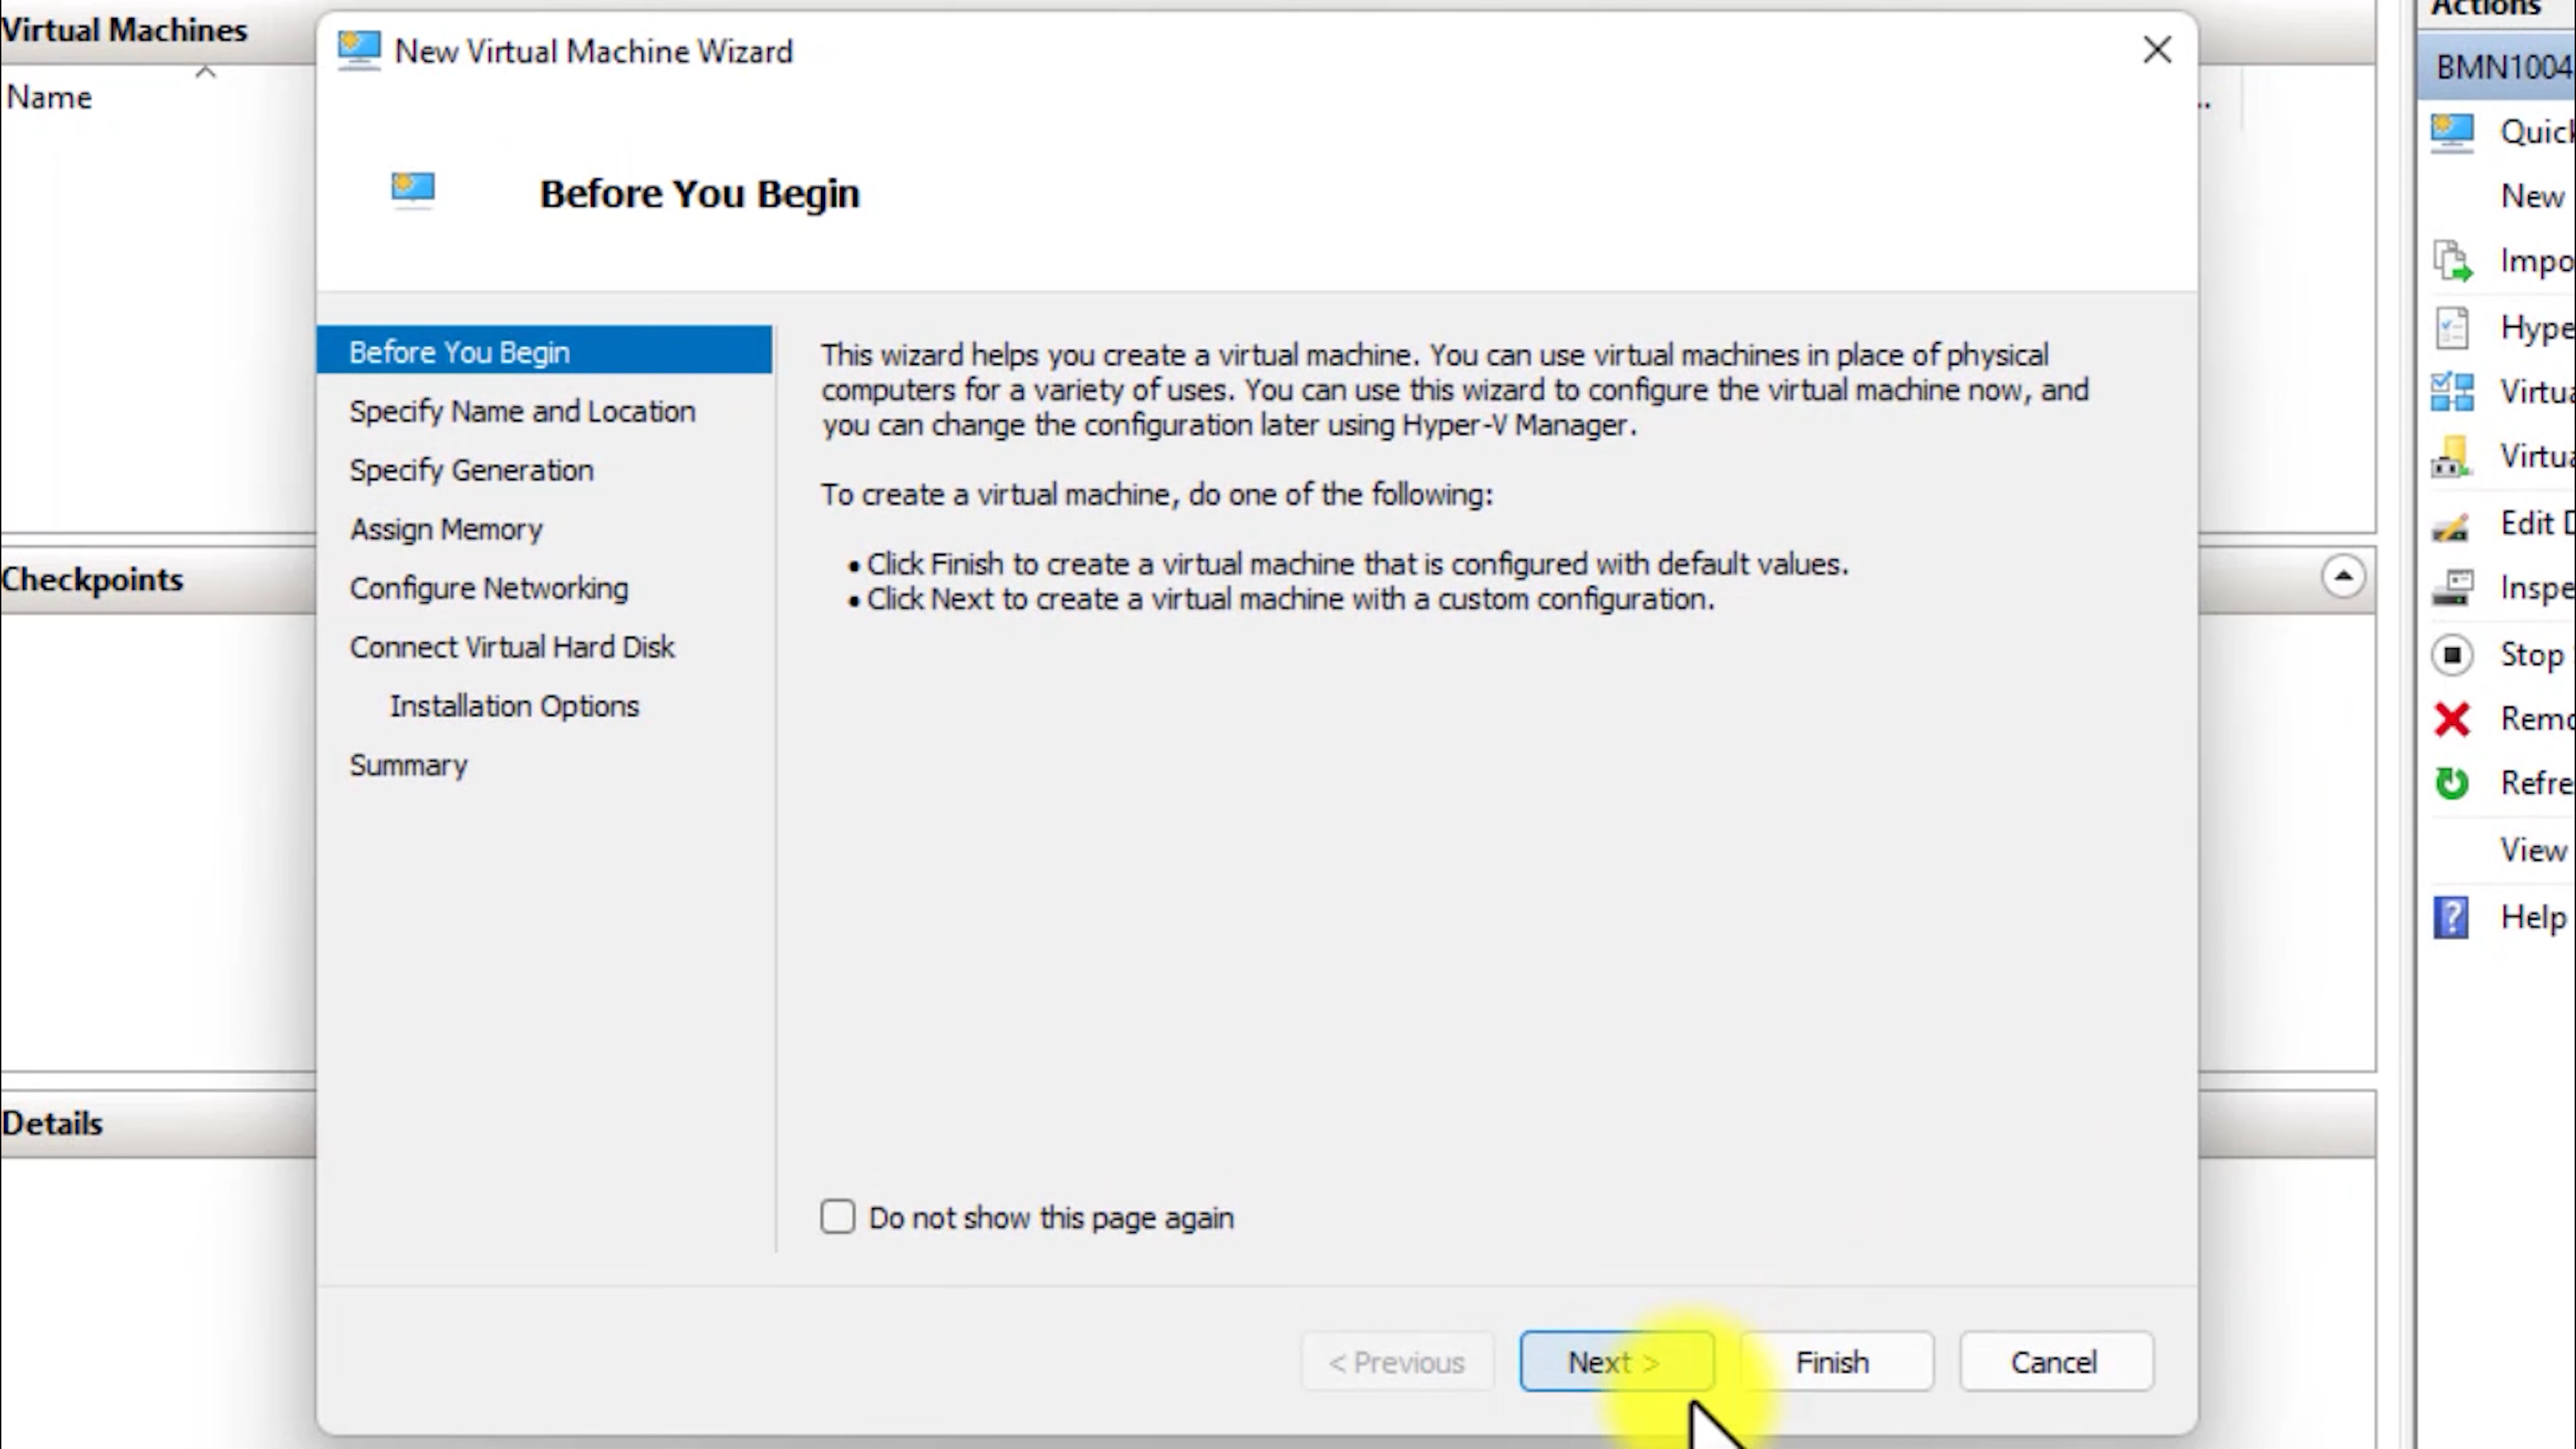 Virtual Machines
Name
New Virtual Machine Wizard
Before You Begin
Before You Begin
Specify Name and Location
Specify Generation
Assign Memory
Configure Networking
Connect Virtual Hard Disk
Installation Options
Summary
This wizard helps you create a virtual machine. You can use virtual machines in place of physical
computers for a variety of uses. You can use this wizard to configure the virtual machine now, and
you can change the configuration later using Hyper-V Manager.
To create a virtual machine, do one of the following:
• Click Finish to create a virtual machine that is configured with default values.
• Click Next to create a virtual machine with a custom configuration.
Do not show this page again
< Previous
Next >
Finish
Cancel
Checkpoints
Details
Actions
BMN1004
Quick
New
Impo
Hype
Virtua
Virtua
Edit D
Inspe
Stop
Remo
Refre
View
Help